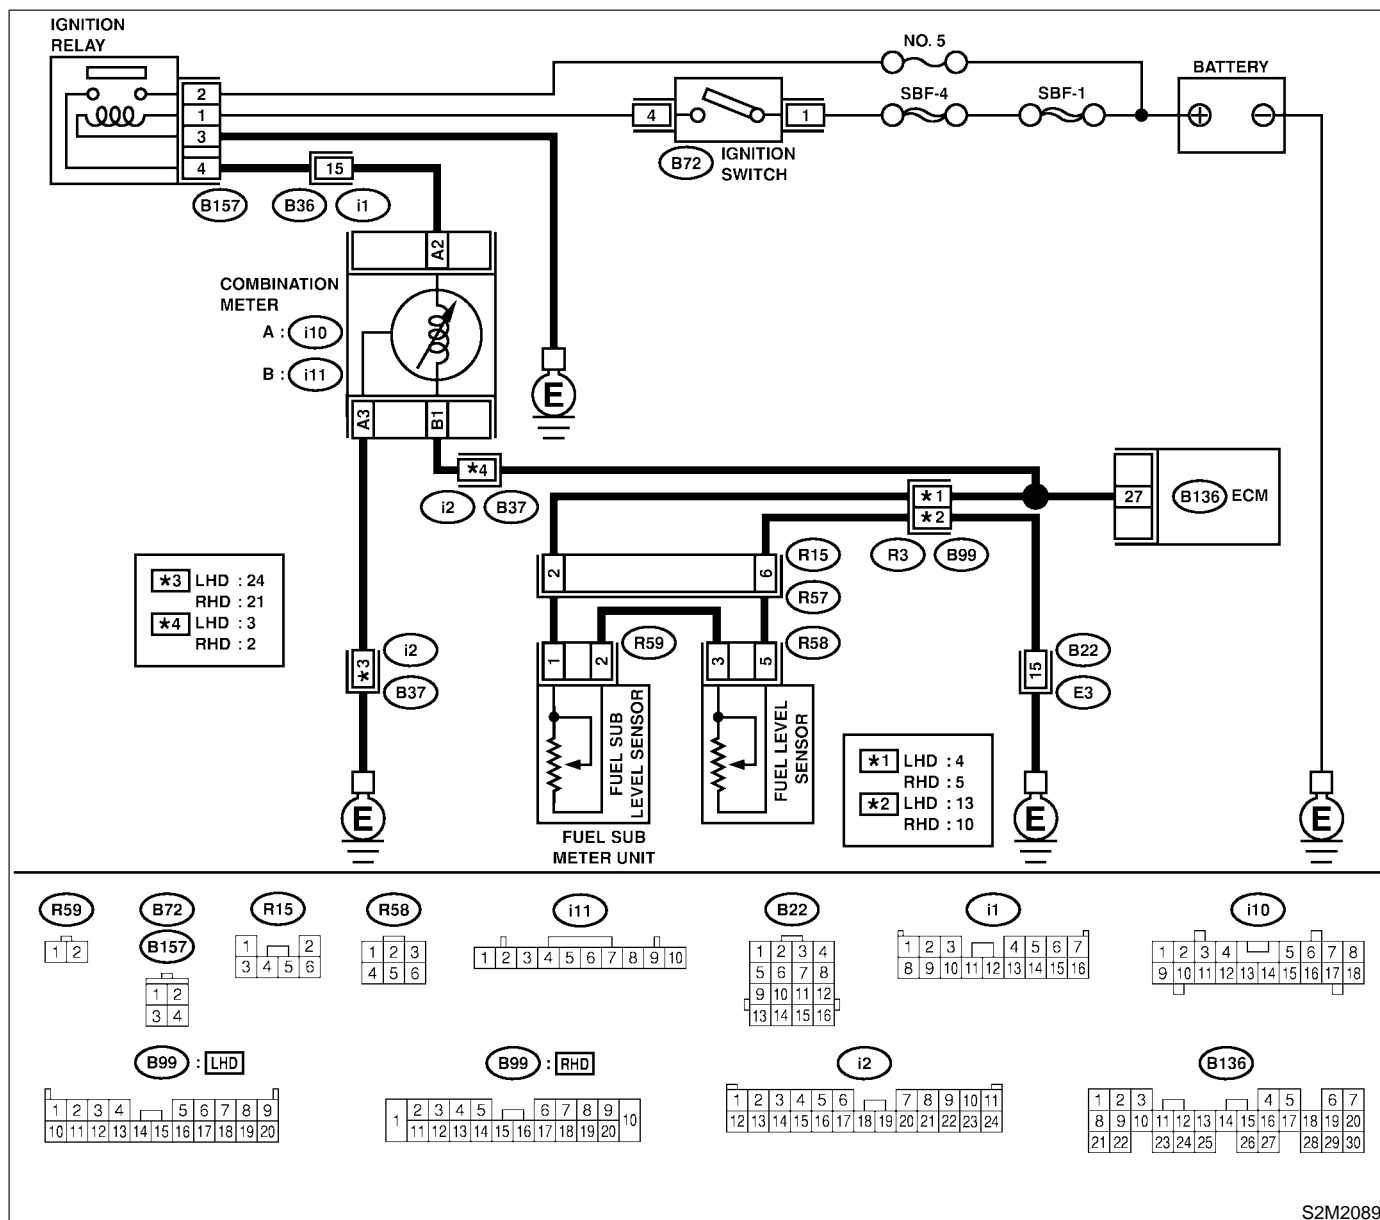 IGNITION
RELAY
NO. 5
BATTERY
SBF-4
SBF-1
2
1
3
4
4
1
B72
IGNITION
SWITCH
15
B157
B36
i1
A2
COMBINATION
METER
A : i10
B : i11
E
A3
B1
*4
i2
B37
*1
*2
27
B136
ECM
R3
B99
R15
2
6
R57
*3 LHD : 24
RHD : 21
*4 LHD : 3
RHD : 2
1
2
R59
3
5
R58
i2
*3
B37
B22
15
E3
FUEL SUB
LEVEL SENSOR
FUEL LEVEL
SENSOR
*1 LHD : 4
RHD : 5
*2 LHD : 13
RHD : 10
E
E
E
FUEL SUB
METER UNIT
R59
1 2
B72
B157
1 2
3 4
R15
1 2
3 4 5 6
R58
1 2 3
4 5 6
i11
1 2 3 4 5 6 7 8 9 10
B22
1 2 3 4
5 6 7 8
9 10 11 12
13 14 15 16
i1
1 2 3 4 5 6 7
8 9 10 11 12 13 14 15 16
i10
1 2 3 4 5 6 7 8
9 10 11 12 13 14 15 16 17 18
B99 : LHD
1 2 3 4 5 6 7 8 9
10 11 12 13 14 15 16 17 18 19 20
B99 : RHD
1 2 3 4 5 6 7 8 9 10
11 12 13 14 15 16 17 18 19 20
i2
1 2 3 4 5 6 7 8 9 10 11
12 13 14 15 16 17 18 19 20 21 22 23 24
B136
1 2 3 4 5 6 7
8 9 10 11 12 13 14 15 16 17 18 19 20
21 22 23 24 25 26 27 28 29 30
S2M2089